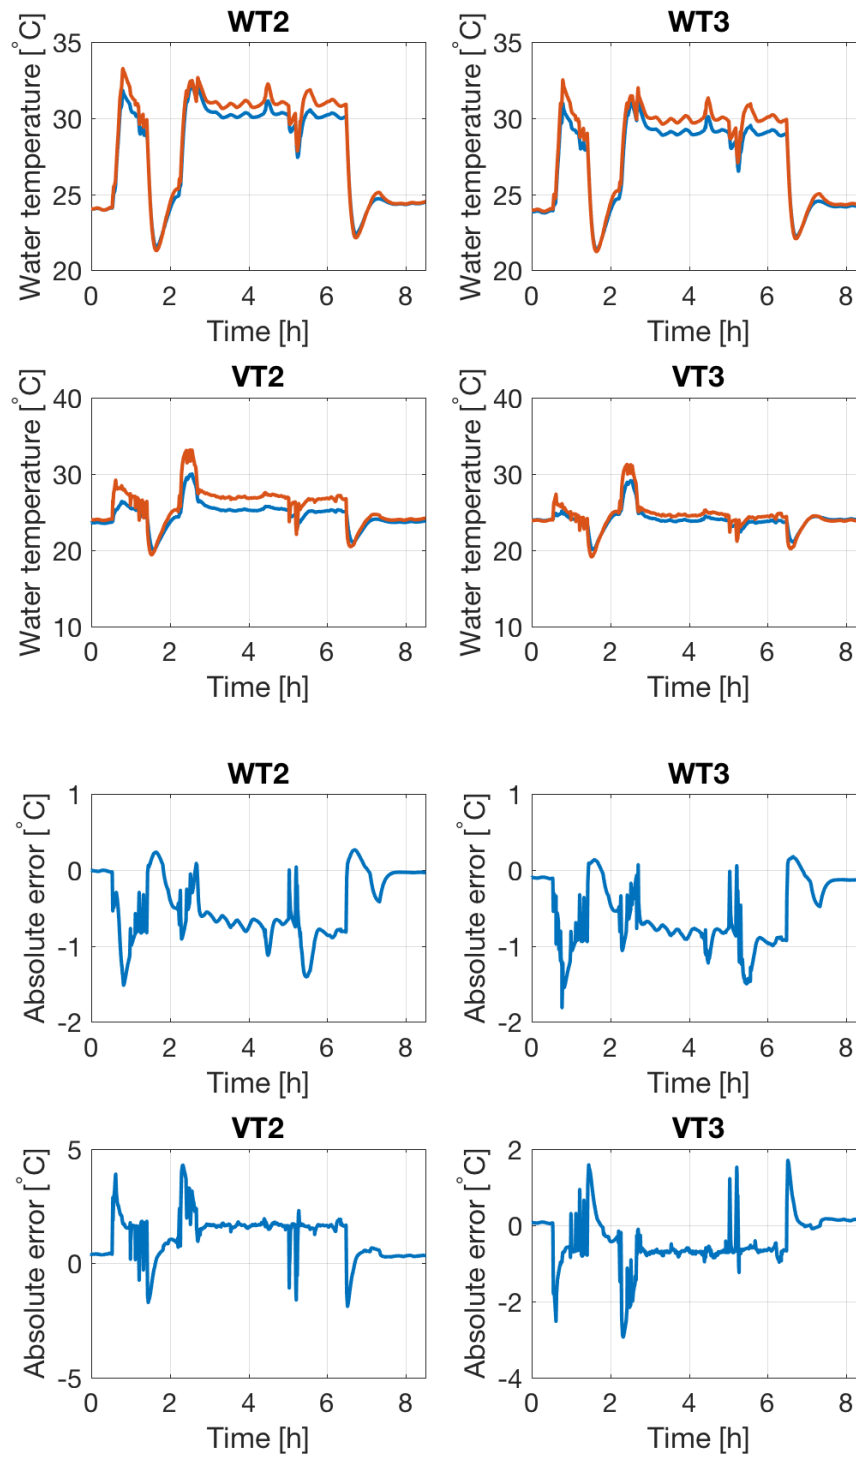 WT2
WT3
Water temperature [°C]
35
30
25
20
0 2 4 6 8
Time [h]
Water temperature [°C]
35
30
25
20
0 2 4 6 8
Time [h]
VT2
VT3
Water temperature [°C]
40
30
20
10
0 2 4 6 8
Time [h]
Water temperature [°C]
40
30
20
10
0 2 4 6 8
Time [h]
WT2
WT3
Absolute error [°C]
1
0
-1
-2
0 2 4 6 8
Time [h]
Absolute error [°C]
1
0
-1
-2
0 2 4 6 8
Time [h]
VT2
VT3
Absolute error [°C]
5
0
-5
0 2 4 6 8
Time [h]
Absolute error [°C]
2
0
-2
-4
0 2 4 6 8
Time [h]